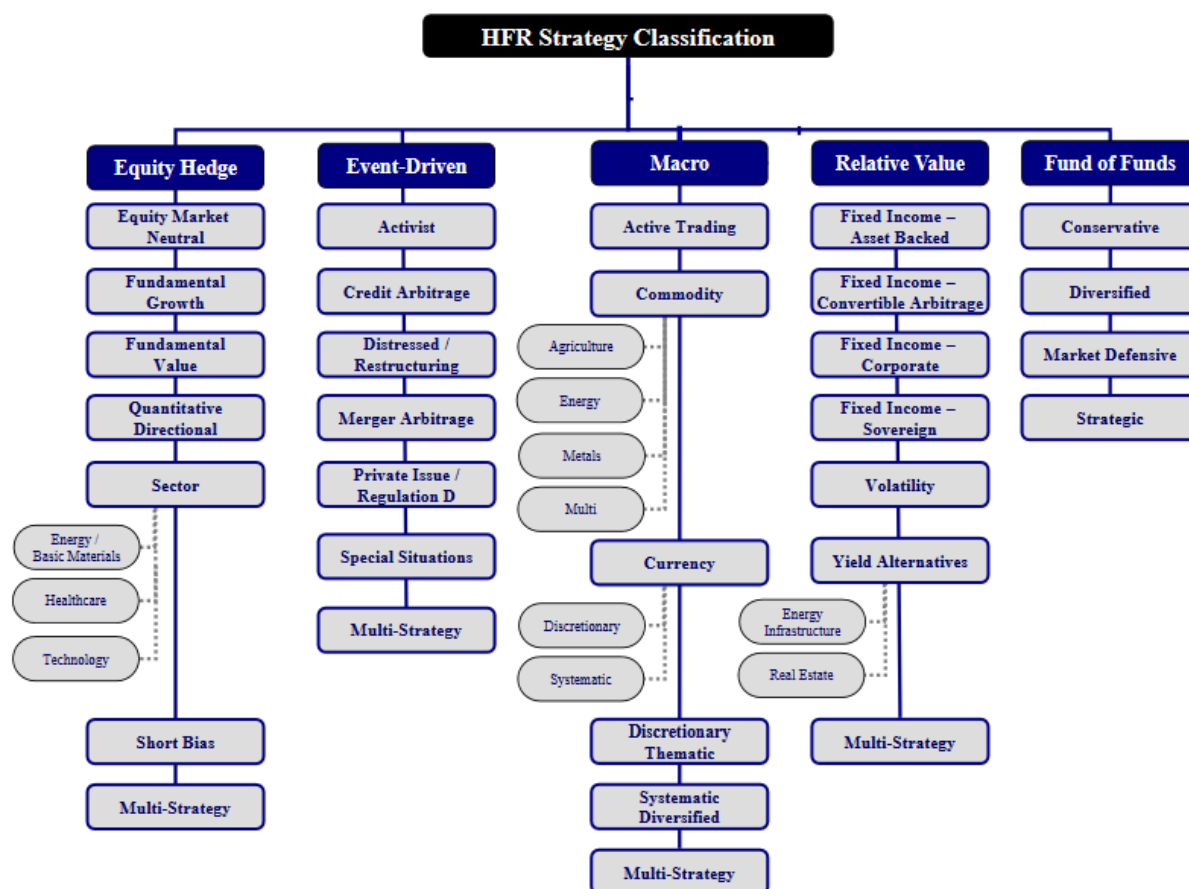 HFR Strategy Classification
Equity Hedge
Equity Market
Neutral
Fundamental
Growth
Fundamental
Value
Quantitative
Directional
Sector
Energy /
Basic Materials
Healthcare
Technology
Short Bias
Multi-Strategy
Event-Driven
Activist
Credit Arbitrage
Distressed /
Restructuring
Merger Arbitrage
Private Issue /
Regulation D
Special Situations
Multi-Strategy
Macro
Active Trading
Commodity
Agriculture
Energy
Metals
Multi
Currency
Discretionary
Systematic
Discretionary
Thematic
Systematic
Diversified
Multi-Strategy
Relative Value
Fixed Income –
Asset Backed
Fixed Income –
Convertible Arbitrage
Fixed Income –
Corporate
Fixed Income –
Sovereign
Volatility
Yield Alternatives
Energy
Infrastructure
Real Estate
Multi-Strategy
Fund of Funds
Conservative
Diversified
Market Defensive
Strategic